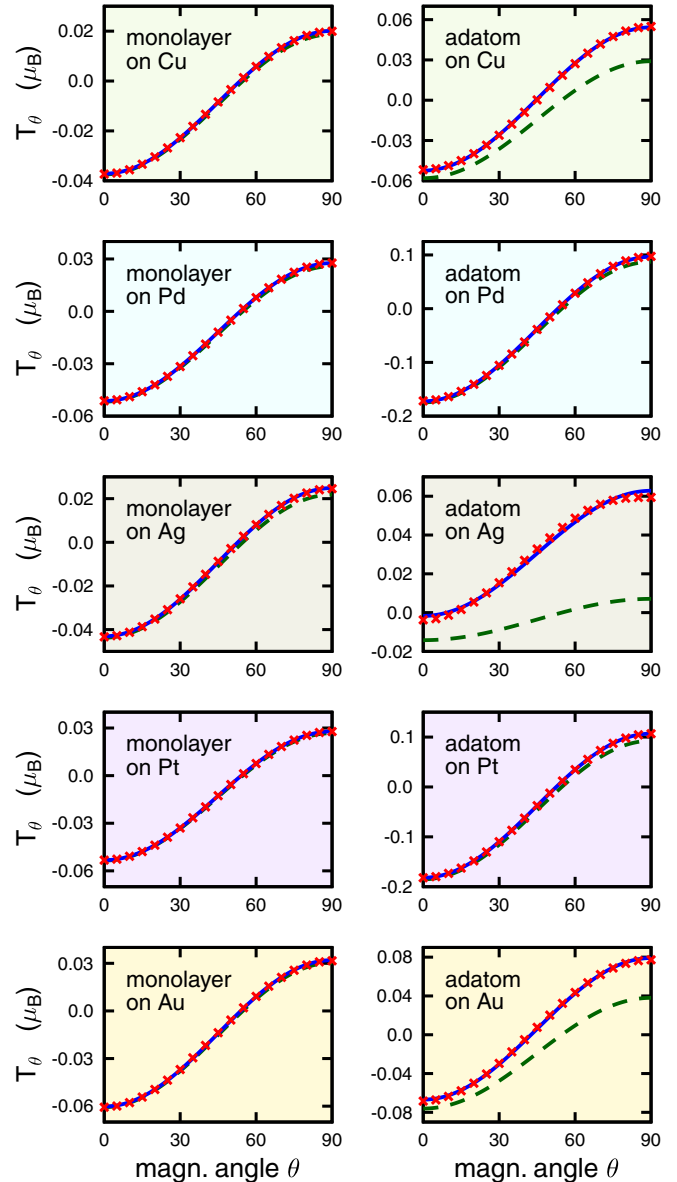 0.02
0.0
-0.02
-0.04
T_θ (μ_B)
monolayer
on Cu
0 30 60 90
0.06
0.03
0.0
-0.03
-0.06
adatom
on Cu
0 30 60 90
0.03
0.0
-0.03
-0.06
T_θ (μ_B)
monolayer
on Pd
0 30 60 90
0.1
0.0
-0.1
-0.2
adatom
on Pd
0 30 60 90
0.02
0.0
-0.02
-0.04
T_θ (μ_B)
monolayer
on Ag
0 30 60 90
0.06
0.04
0.02
0.0
-0.02
adatom
on Ag
0 30 60 90
0.03
0.0
-0.03
-0.06
T_θ (μ_B)
monolayer
on Pt
0 30 60 90
0.1
0.0
-0.1
-0.2
adatom
on Pt
0 30 60 90
0.03
0.0
-0.03
-0.06
T_θ (μ_B)
monolayer
on Au
0 30 60 90
magn. angle θ
0.08
0.04
0.0
-0.04
-0.08
adatom
on Au
0 30 60 90
magn. angle θ